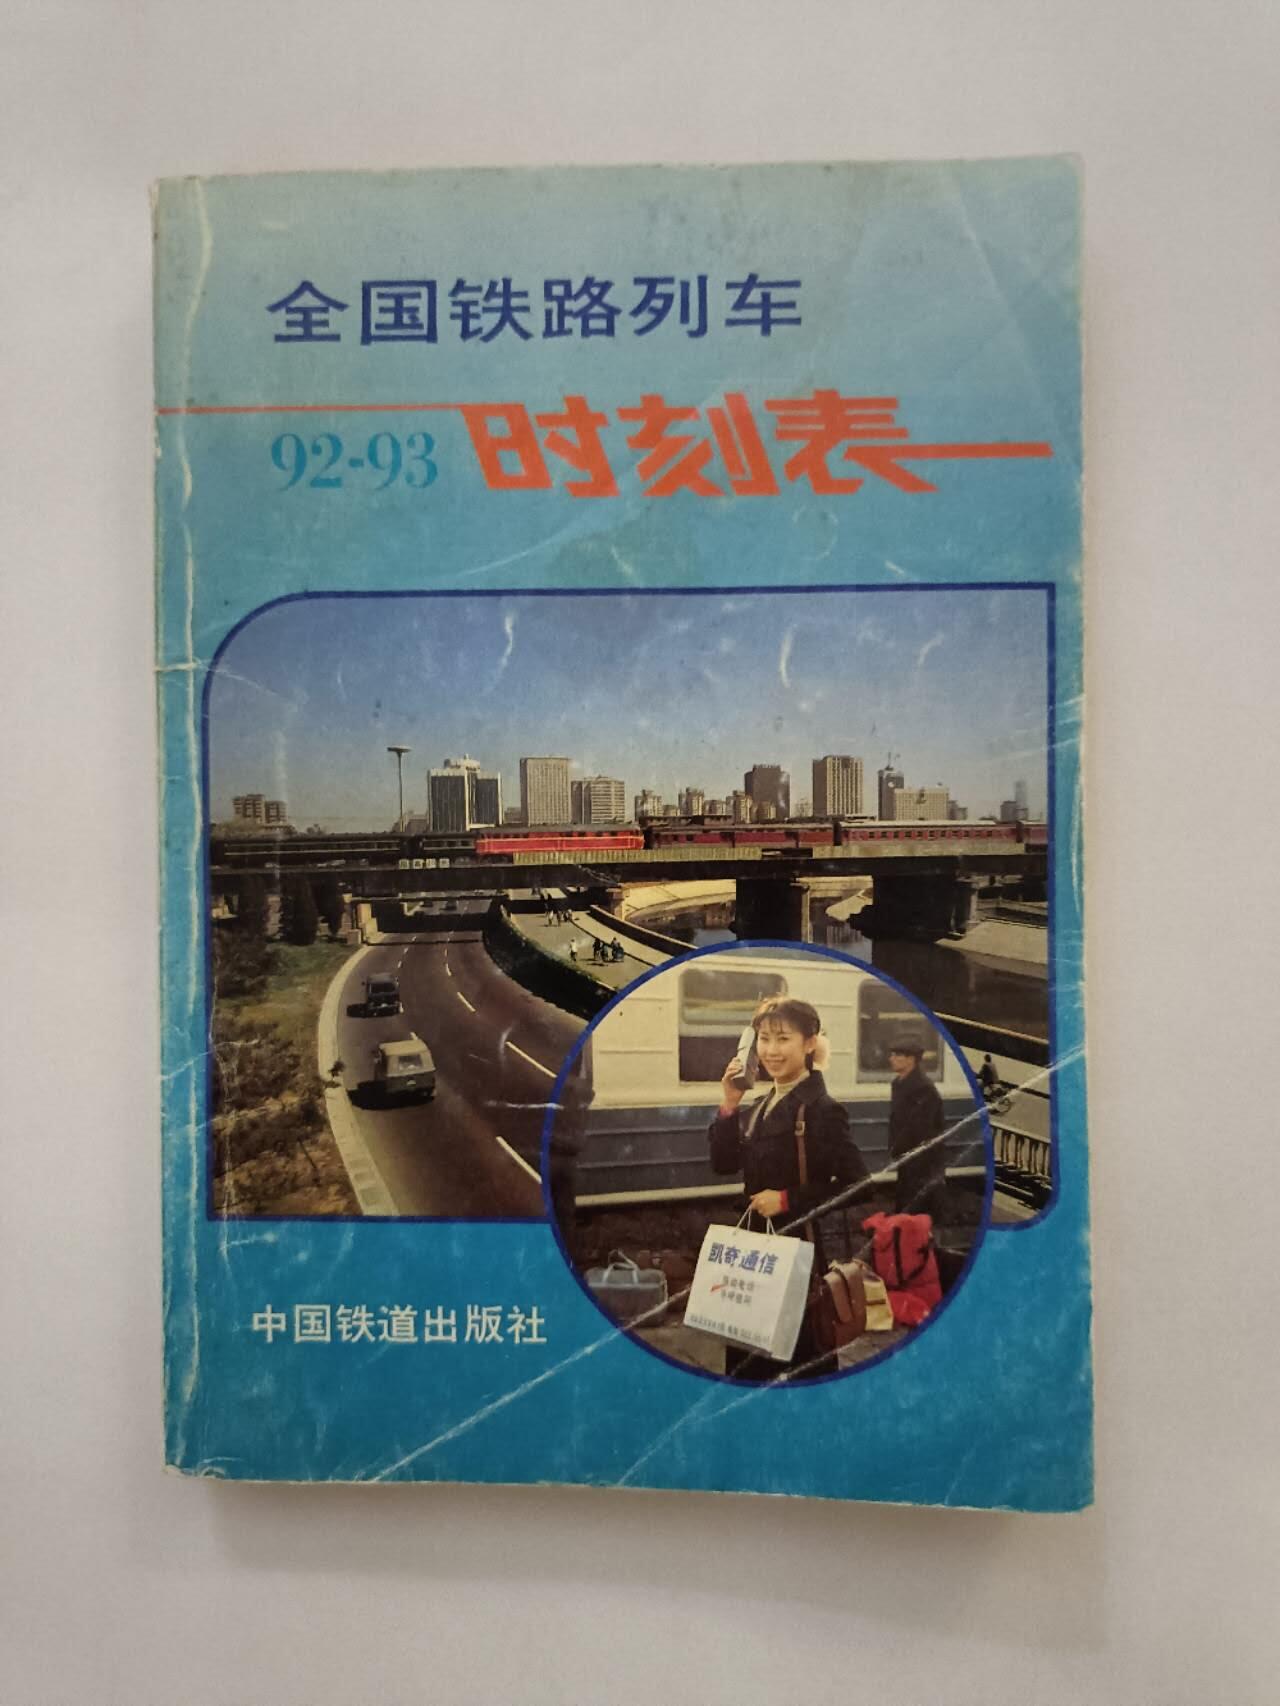 全国铁路列车
92-93 时刻表
中国铁道出版社
凯奇通信